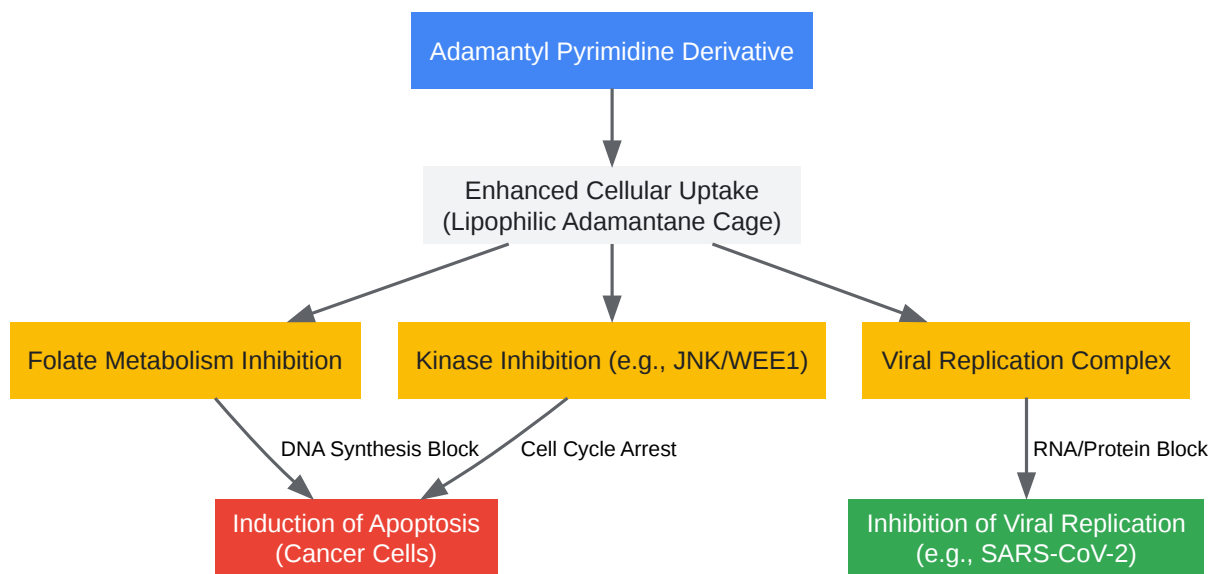 Adamantyl Pyrimidine Derivative
Enhanced Cellular Uptake
(Lipophilic Adamantane Cage)
Folate Metabolism Inhibition
Kinase Inhibition (e.g., JNK/WEE1)
Viral Replication Complex
DNA Synthesis Block
Cell Cycle Arrest
RNA/Protein Block
Induction of Apoptosis
(Cancer Cells)
Inhibition of Viral Replication
(e.g., SARS-CoV-2)